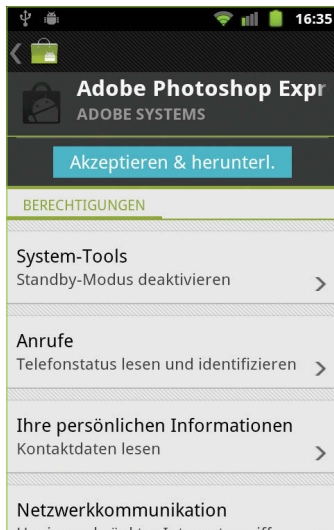 16:35
Adobe Photoshop Expr
ADOBE SYSTEMS
Akzeptieren & herunterl.
BERECHTIGUNGEN
System-Tools
Standby-Modus deaktivieren
Anrufe
Telefonstatus lesen und identifizieren
Ihre persönlichen Informationen
Kontaktdaten lesen
Netzwerkkommunikation